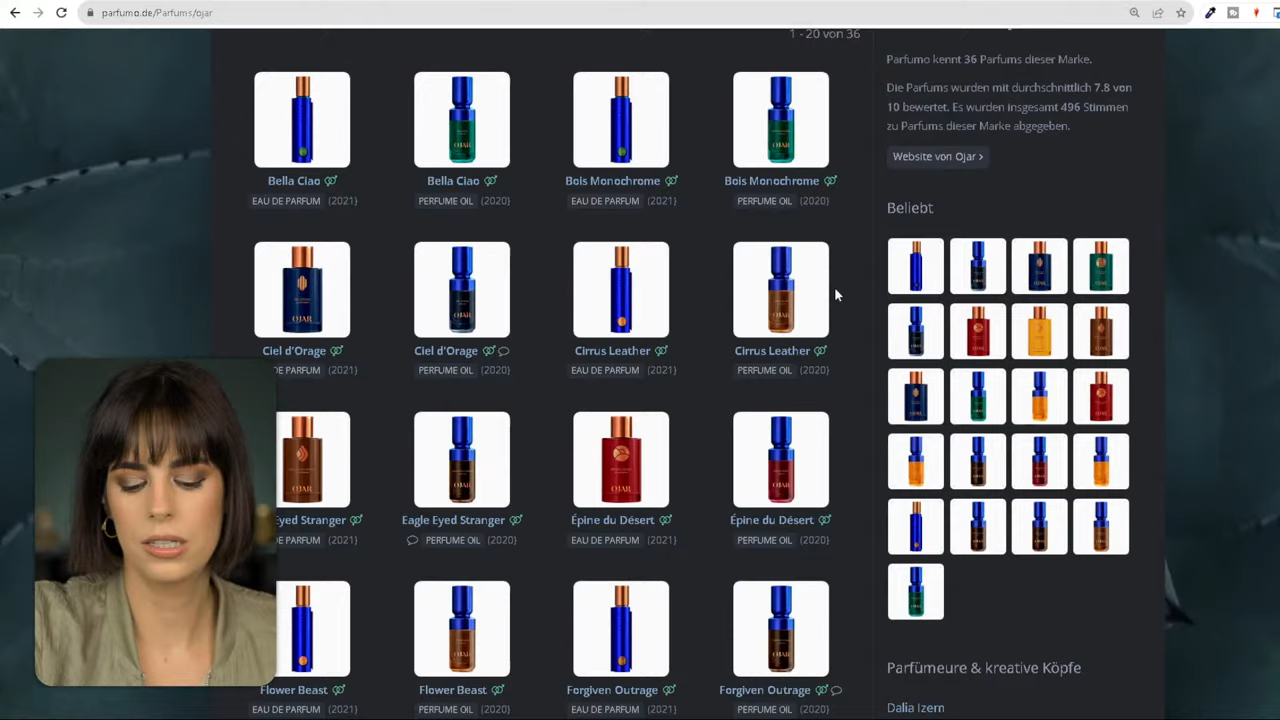 parfumo.de/Parfums/ojar
1 - 20 von 36
Bella Ciao
EAU DE PARFUM (2021)
Bella Ciao
PERFUME OIL (2020)
Bois Monochrome
EAU DE PARFUM (2021)
Bois Monochrome
PERFUME OIL (2020)
Ciel d'Orage
DE PARFUM (2021)
Ciel d'Orage
PERFUME OIL (2020)
Cirrus Leather
EAU DE PARFUM (2021)
Cirrus Leather
PERFUME OIL (2020)
Eyed Stranger
DE PARFUM (2021)
Eagle Eyed Stranger
PERFUME OIL (2020)
Épine du Désert
EAU DE PARFUM (2021)
Épine du Désert
PERFUME OIL (2020)
Flower Beast
EAU DE PARFUM (2021)
Flower Beast
PERFUME OIL (2020)
Forgiven Outrage
EAU DE PARFUM (2021)
Forgiven Outrage
PERFUME OIL (2020)
OJAR
OJAR
OJAR
OJAR
OJAR
Parfumo kennt 36 Parfums dieser Marke.
Die Parfums wurden mit durchschnittlich 7.8 von
10 bewertet. Es wurden insgesamt 496 Stimmen
zu Parfums dieser Marke abgegeben.
Website von Ojar >
Beliebt
Parfümeure & kreative Köpfe
Dalia Izem